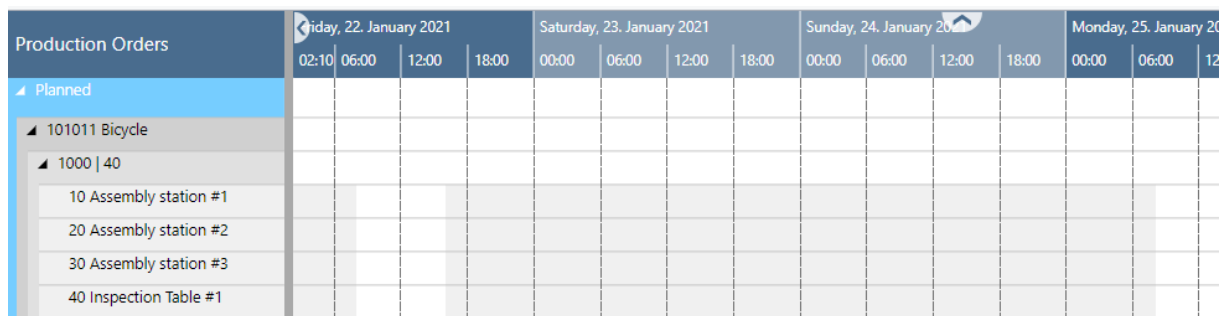 Production Orders
Friday, 22. January 2021 Saturday, 23. January 2021 Sunday, 24. January Monday, 25. January
02:10 06:00 12:00 18:00 00:00 06:00 12:00 18:00 00:00 06:00 12:00 18:00 00:00 06:00 12
Planned
101011 Bicycle
1000 | 40
10 Assembly station #1
20 Assembly station #2
30 Assembly station #3
40 Inspection Table #1